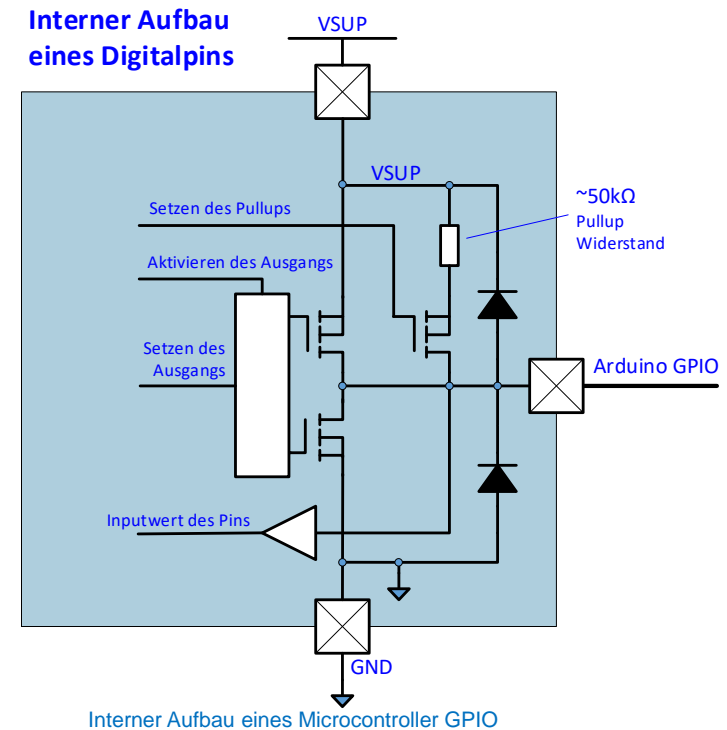 Interner Aufbau
eines Digitalpins
VSUP
VSUP
~50kΩ
Pullup
Widerstand
Setzen des Pullups
Aktivieren des Ausgangs
Setzen des
Ausgangs
Arduino GPIO
Inputwert des Pins
GND
Interner Aufbau eines Microcontroller GPIO